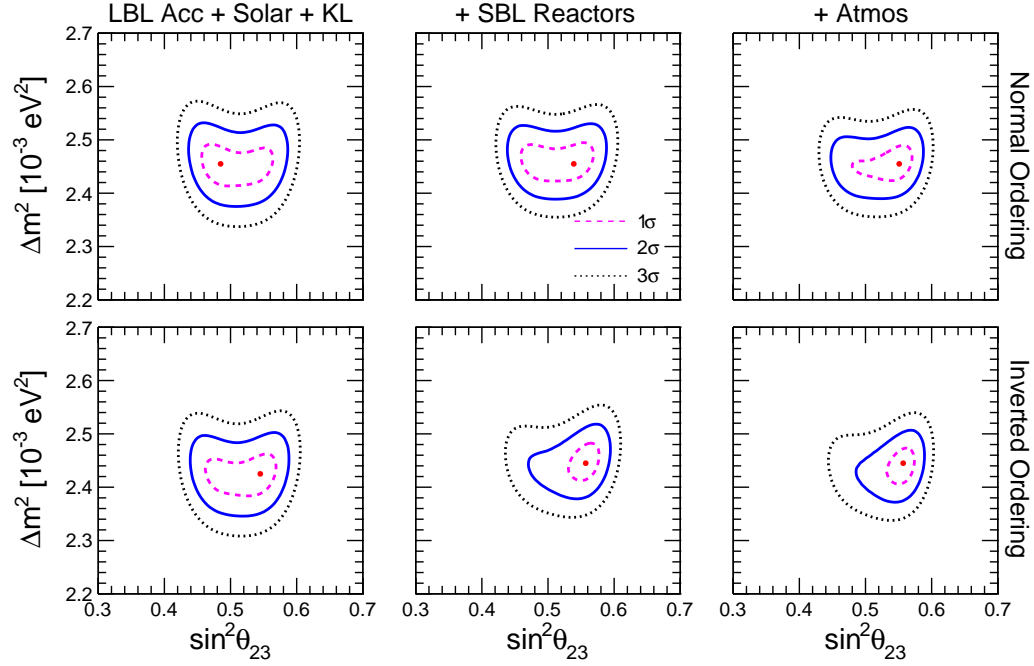 LBL Acc + Solar + KL
+ SBL Reactors
+ Atmos
2.7
2.6
2.5
2.4
2.3
2.2
Δm² [10⁻³ eV²]
1σ
2σ
3σ
Normal Ordering
2.7
2.6
2.5
2.4
2.3
2.2
Δm² [10⁻³ eV²]
Inverted Ordering
0.3 0.4 0.5 0.6 0.7
0.3 0.4 0.5 0.6 0.7
0.3 0.4 0.5 0.6 0.7
sin²θ₂₃
sin²θ₂₃
sin²θ₂₃